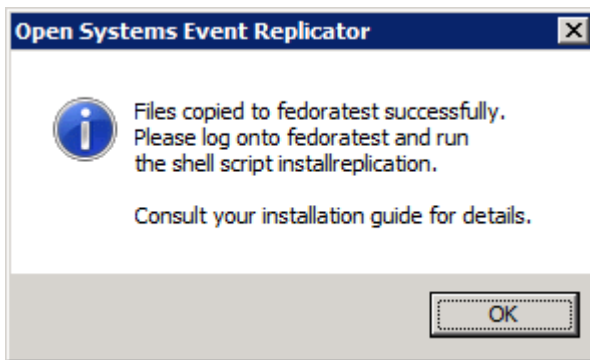 Open Systems Event Replicator
Files copied to fedoratest successfully.
Please log onto fedoratest and run
the shell script installreplication.
Consult your installation guide for details.
OK